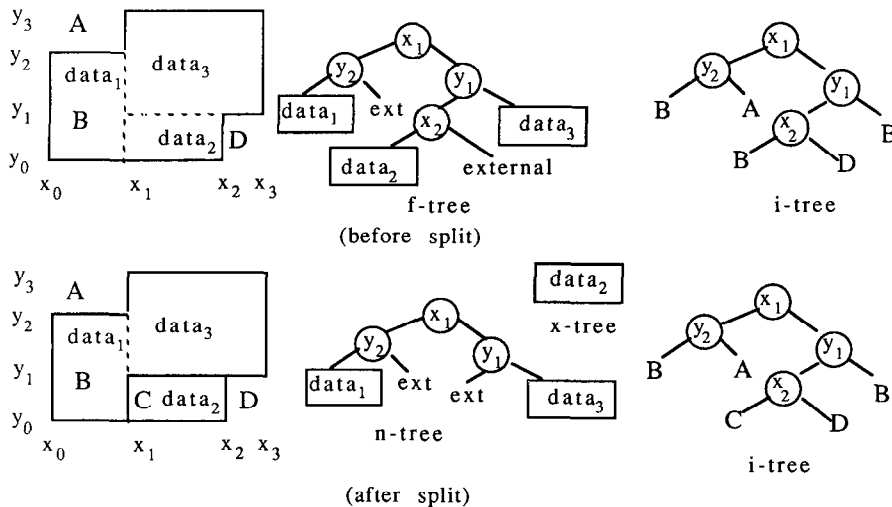 y3 A
y2
data1 data3
y1
B
data2 D
y0
x0 x1 x2 x3
x1
y2 y1
data1 ext x2 data3
data2 external
f-tree
(before split)
x1
y2 y1
B A x2 B
B D
i-tree
y3 A
y2
data1 data3
y1
B C data2 D
y0
x0 x1 x2 x3
data2
x-tree
x1
y2 y1
data1 ext ext data3
n-tree
(after split)
x1
y2 y1
B A x2 B
C D
i-tree